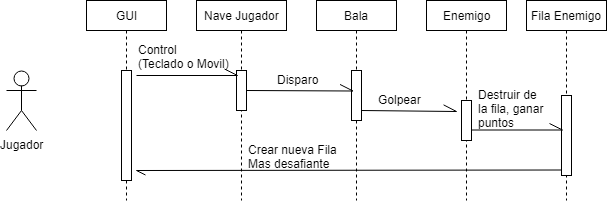 GUI
Nave Jugador
Bala
Enemigo
Fila Enemigo
Control
(Teclado o Movil)
Disparo
Golpear
Destruir de
la fila, ganar
puntos
Jugador
Crear nueva Fila
Mas desafiante